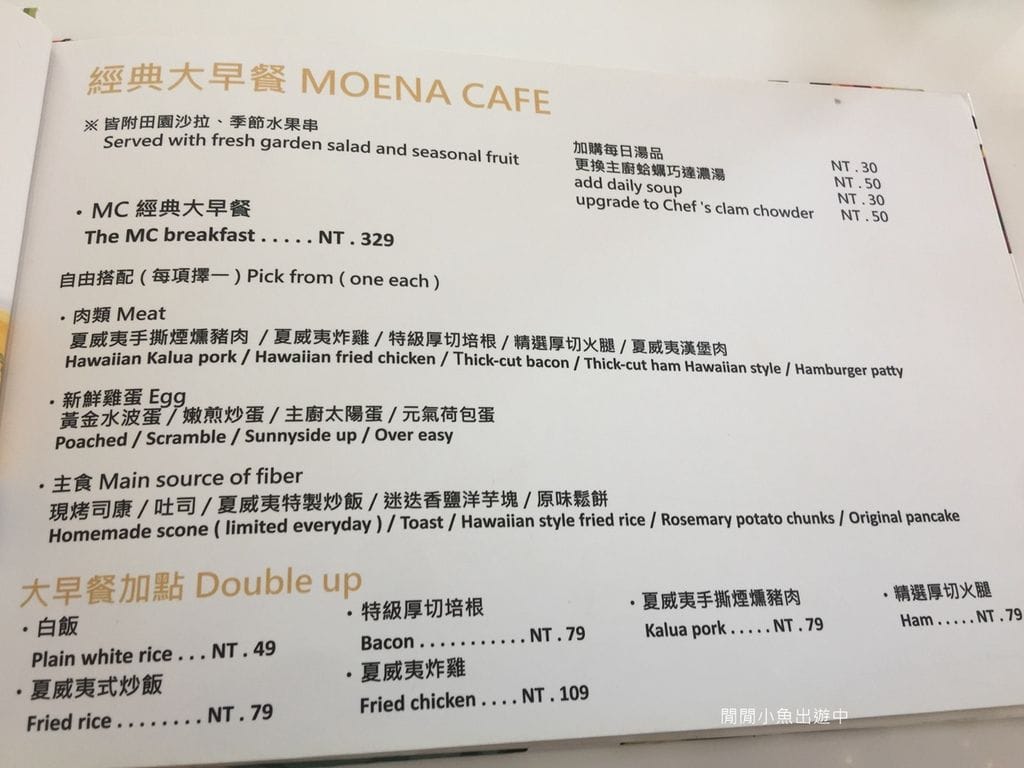 經典大早餐 MOENA CAFE
※ 皆附田園沙拉、季節水果串
Served with fresh garden salad and seasonal fruit
加購每日湯品 NT . 30
更換主廚蛤蠣巧達濃湯 NT . 50
add daily soup NT . 30
upgrade to Chef 's clam chowder NT . 50
· MC 經典大早餐
The MC breakfast . . . . . NT . 329
自由搭配 ( 每項擇一 ) Pick from ( one each )
· 肉類 Meat
夏威夷手撕煙燻豬肉 / 夏威夷炸雞 / 特級厚切培根 / 精選厚切火腿 / 夏威夷漢堡肉
Hawaiian Kalua pork / Hawaiian fried chicken / Thick-cut bacon / Thick-cut ham Hawaiian style / Hamburger patty
· 新鮮雞蛋 Egg
黃金水波蛋 / 嫩煎炒蛋 / 主廚太陽蛋 / 元氣荷包蛋
Poached / Scramble / Sunnyside up / Over easy
· 主食 Main source of fiber
現烤司康 / 吐司 / 夏威夷特製炒飯 / 迷迭香鹽洋芋塊 / 原味鬆餅
Homemade scone ( limited everyday ) / Toast / Hawaiian style fried rice / Rosemary potato chunks / Original pancake
大早餐加點 Double up
· 白飯
Plain white rice . . . NT . 49
· 夏威夷式炒飯
Fried rice . . . . . . . . NT . 79
· 特級厚切培根
Bacon . . . . . . . . . . . NT . 79
· 夏威夷炸雞
Fried chicken . . . . NT . 109
· 夏威夷手撕煙燻豬肉
Kalua pork . . . . . NT . 79
· 精選厚切火腿
Ham . . . . . NT . 79
閒閒小魚出遊中